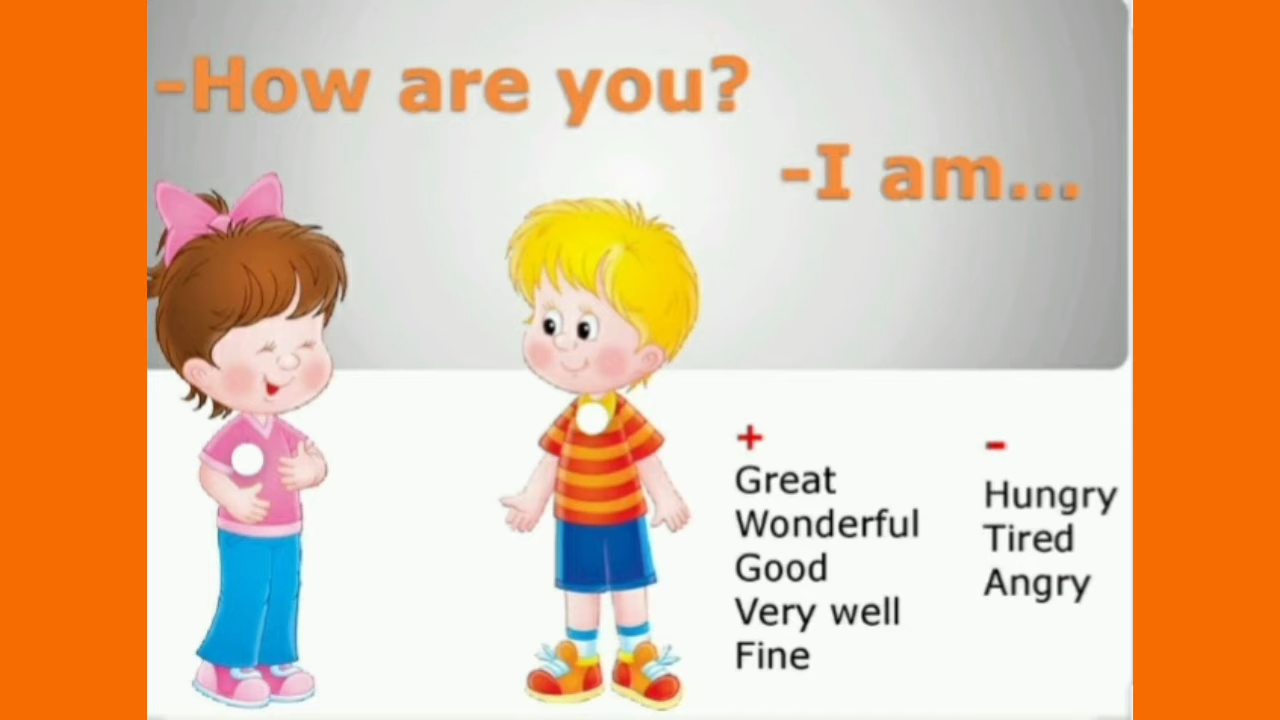 -How are you?
-I am...
+
Great
Wonderful
Good
Very well
Fine
-
Hungry
Tired
Angry